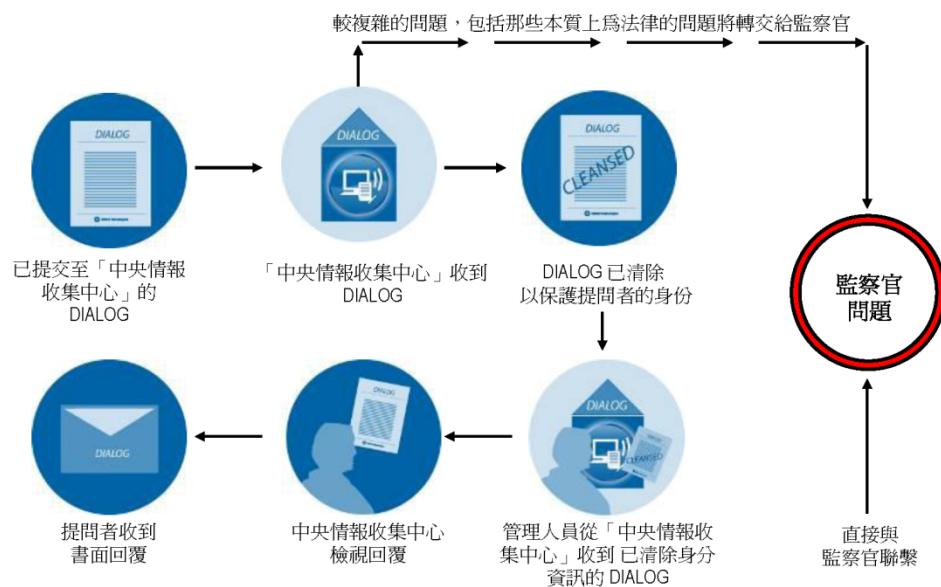 較複雜的問題，包括那些本質上爲法律的問題將轉交給監察官
DIALOG
已提交至「中央情報
收集中心」的
DIALOG
DIALOG
「中央情報收集中心」收到
DIALOG
DIALOG
CLEANSED
DIALOG 已清除
以保護提問者的身份
監察官
問題
DIALOG
提問者收到
書面回覆
DIALOG
中央情報收集中心
檢視回覆
DIALOG
CLEANSED
管理人員從「中央情報收
集中心」收到 已清除身分
資訊的 DIALOG
直接與
監察官聯繫